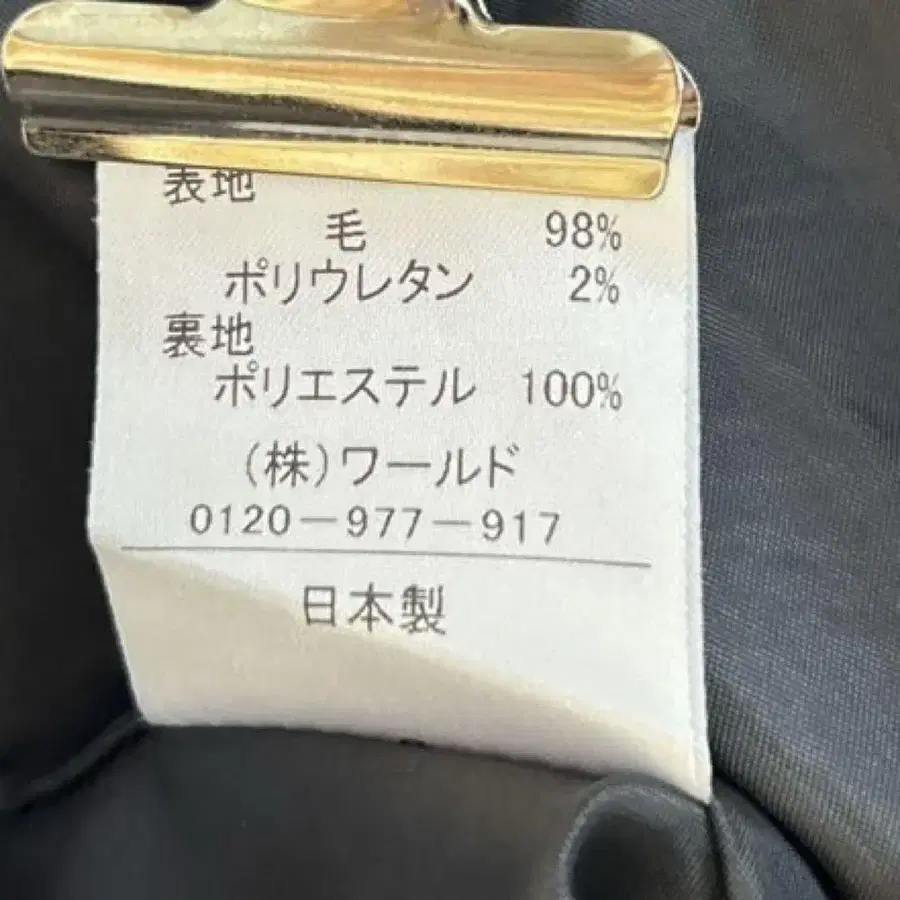 表地
毛 98%
ポリウレタン 2%
裏地
ポリエステル 100%
(株)ワールド
0120-977-917
日本製